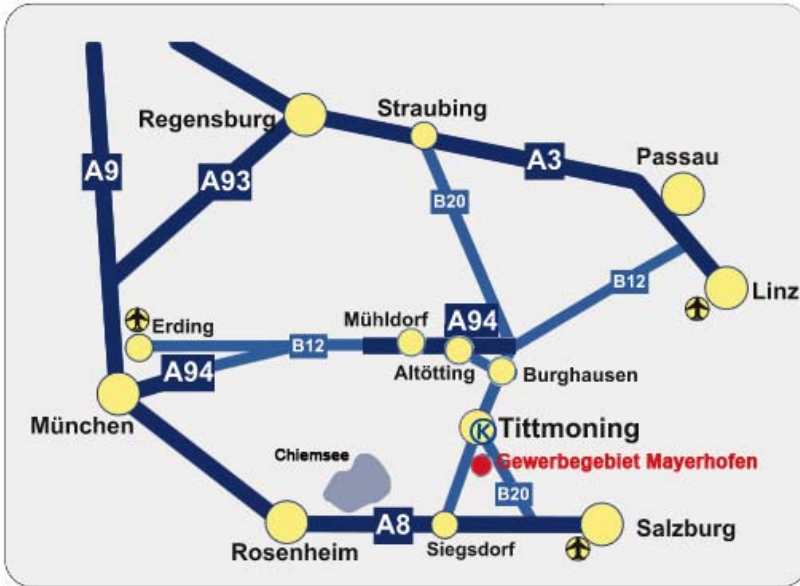 Straubing
Regensburg
A3
Passau
A9
A93
B20
B12
Linz
Erding
Mühldorf
A94
B12
A94
Altötting
Burghausen
München
K Tittmoning
Chiemsee
Gewerbegebiet Mayerhofen
B20
A8
Salzburg
Rosenheim
Siegsdorf